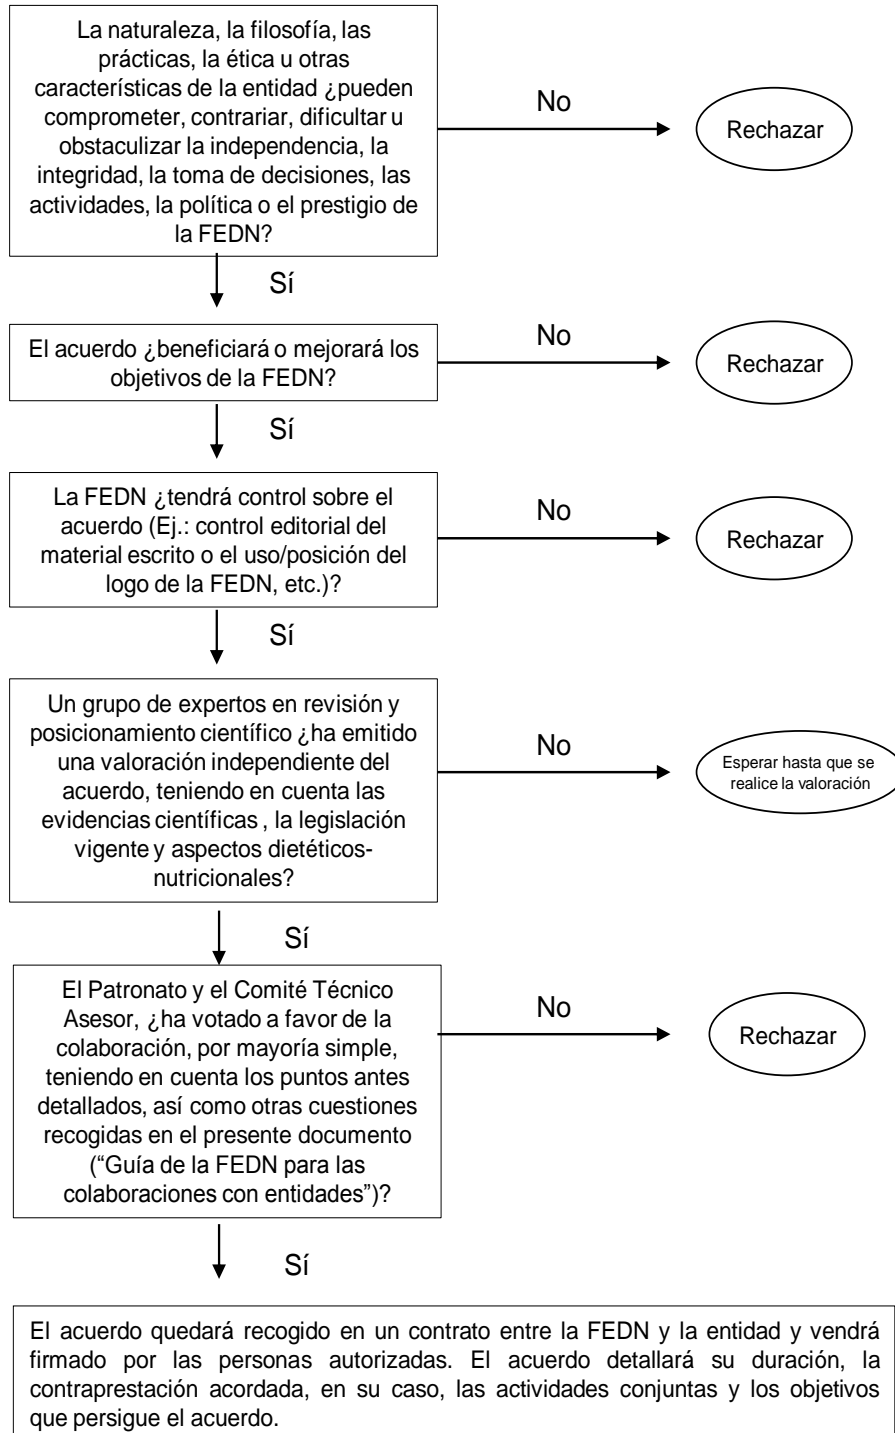 La naturaleza, la filosofía, las
prácticas, la ética u otras
características de la entidad ¿pueden
comprometer, contrariar, dificultar u
obstaculizar la independencia, la
integridad, la toma de decisiones, las
actividades, la política o el prestigio de
la FEDN?
No
Rechazar
Sí
El acuerdo ¿beneficiará o mejorará los
objetivos de la FEDN?
No
Rechazar
Sí
La FEDN ¿tendrá control sobre el
acuerdo (Ej.: control editorial del
material escrito o el uso/posición del
logo de la FEDN, etc.)?
No
Rechazar
Sí
Un grupo de expertos en revisión y
posicionamiento científico ¿ha emitido
una valoración independiente del
acuerdo, teniendo en cuenta las
evidencias científicas , la legislación
vigente y aspectos dietéticos-
nutricionales?
No
Esperar hasta que se
realice la valoración
Sí
El Patronato y el Comité Técnico
Asesor, ¿ha votado a favor de la
colaboración, por mayoría simple,
teniendo en cuenta los puntos antes
detallados, así como otras cuestiones
recogidas en el presente documento
(“Guía de la FEDN para las
colaboraciones con entidades”)?
No
Rechazar
Sí
El acuerdo quedará recogido en un contrato entre la FEDN y la entidad y vendrá
firmado por las personas autorizadas. El acuerdo detallará su duración, la
contraprestación acordada, en su caso, las actividades conjuntas y los objetivos
que persigue el acuerdo.